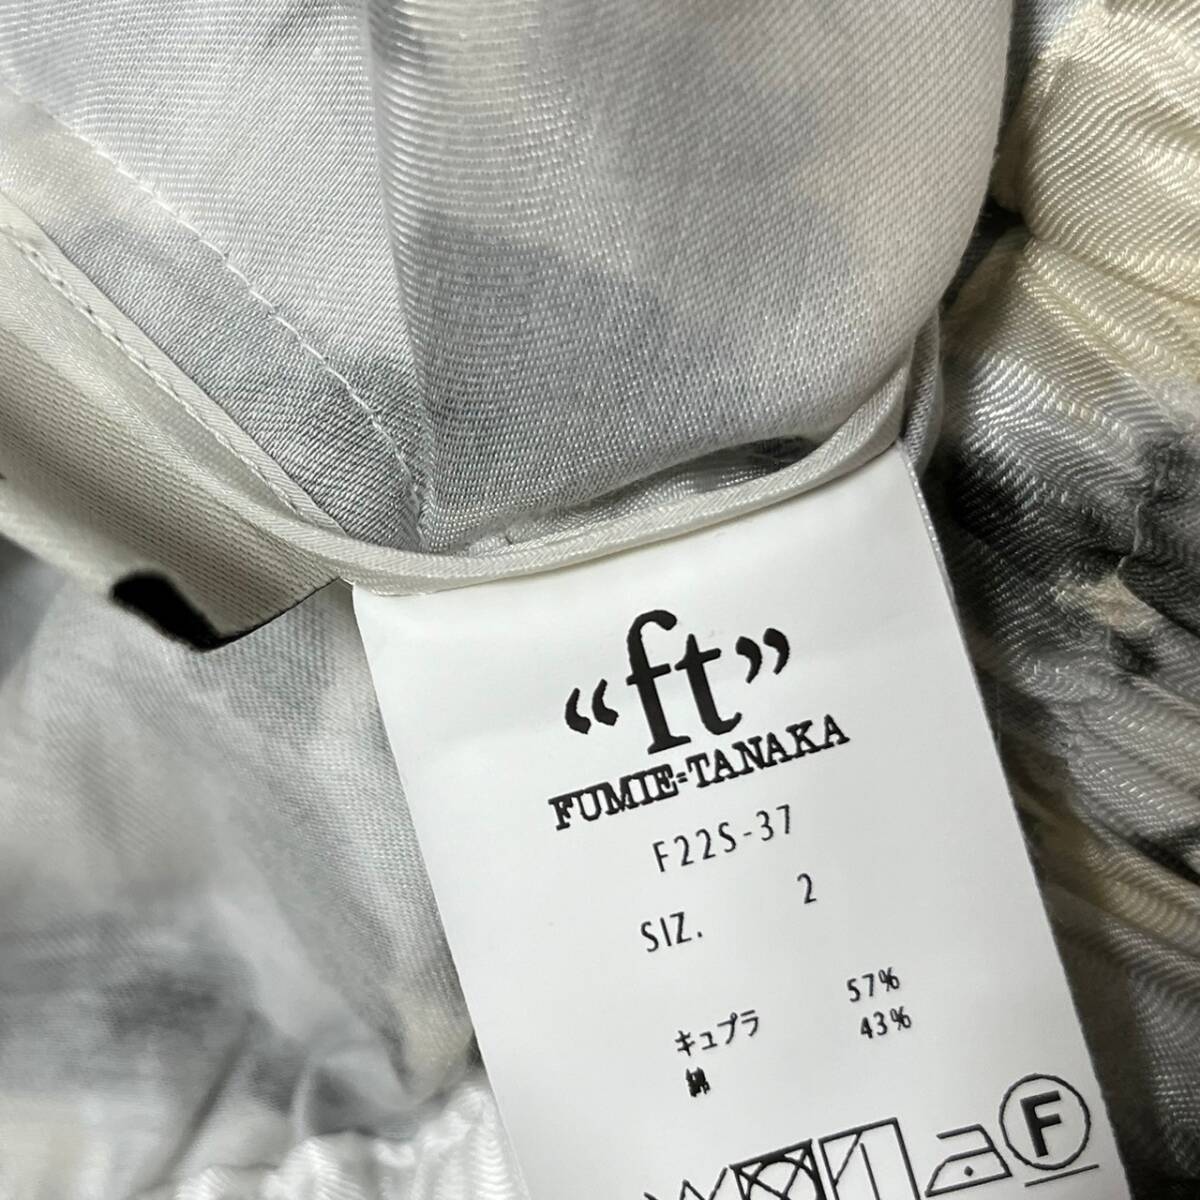 “ft”
FUMIE=TANAKA
F22S-37
SIZ. 2
キュプラ 57%
綿 43%
F